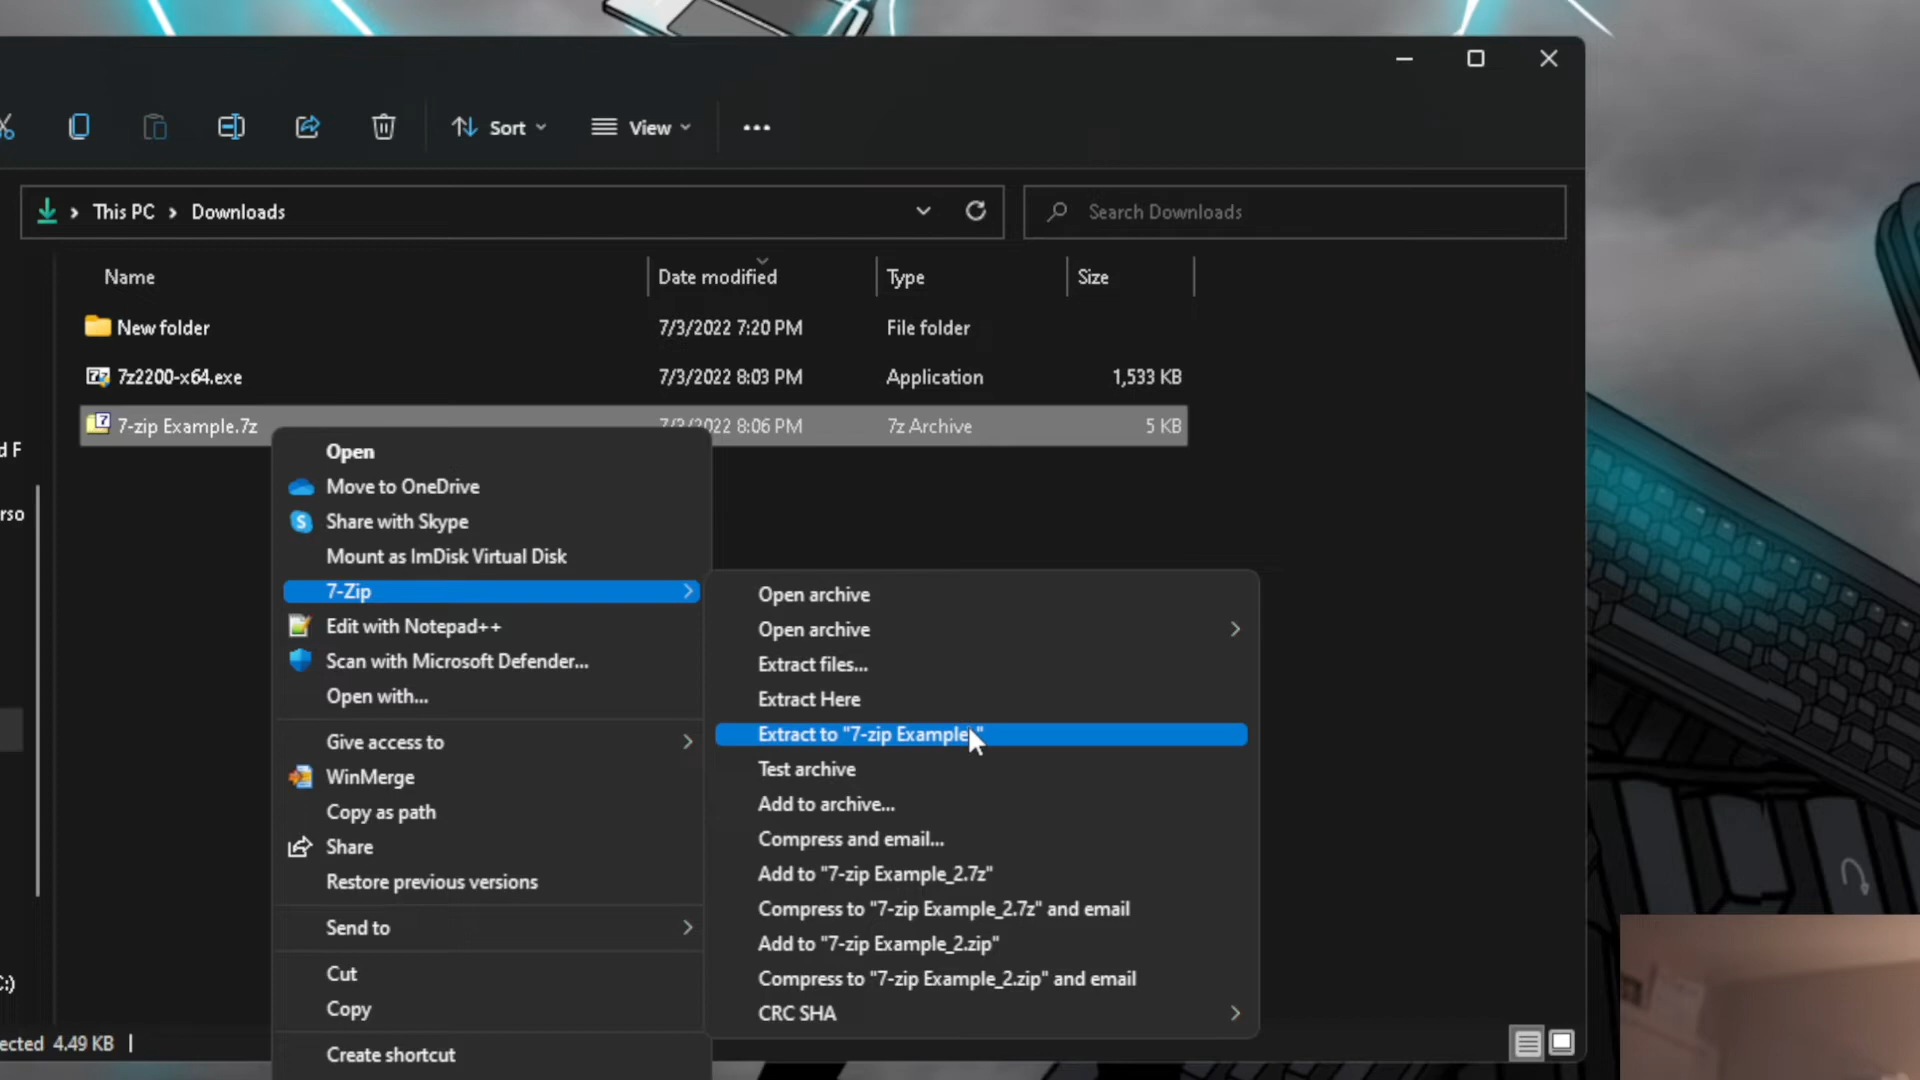 Sort
View
This PC > Downloads
Search Downloads
Name Date modified Type Size
New folder 7/3/2022 7:20 PM File folder
7z2200-x64.exe 7/3/2022 8:03 PM Application 1,533 KB
7-zip Example.7z 7/3/2022 8:06 PM 7z Archive 5 KB
d F
rso
:)
Open
Move to OneDrive
Share with Skype
Mount as ImDisk Virtual Disk
7-Zip
Edit with Notepad++
Scan with Microsoft Defender...
Open with...
Give access to
WinMerge
Copy as path
Share
Restore previous versions
Send to
Cut
Copy
Create shortcut
Open archive
Open archive
Extract files...
Extract Here
Extract to "7-zip Example
Test archive
Add to archive...
Compress and email...
Add to "7-zip Example_2.7z"
Compress to "7-zip Example_2.7z" and email
Add to "7-zip Example_2.zip"
Compress to "7-zip Example_2.zip" and email
CRC SHA
ected 4.49 KB